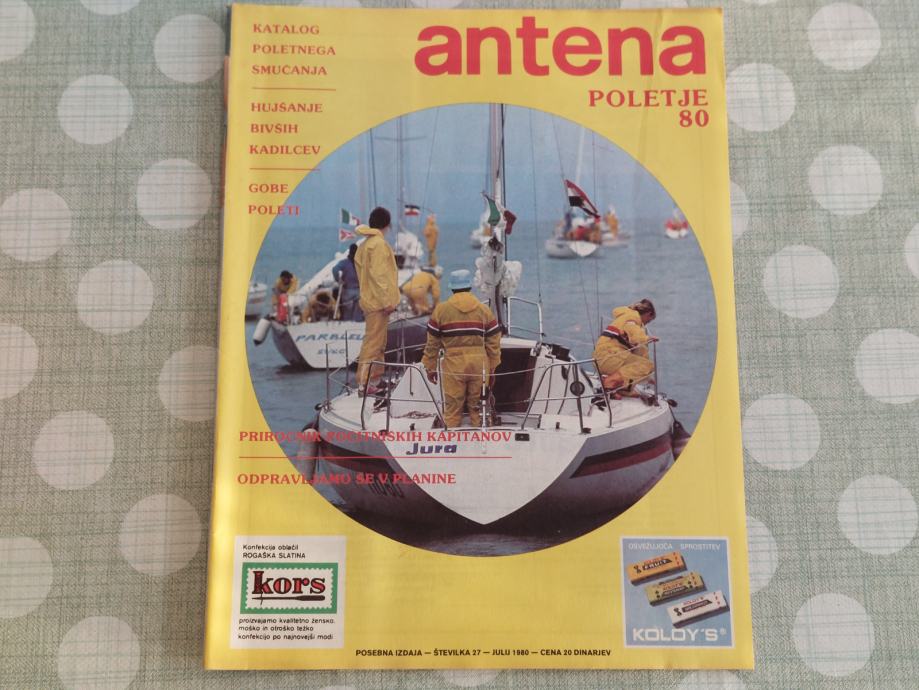 KATALOG
POLETNEGA
SMUČANJA
HUJŠANJE
BIVŠIH
KADILCEV
GOBE
POLETI
antena
POLETJE
80
PRIROČNIK POČITNIŠKIH KAPITANOV
Jura
ODPRAVLJAMO SE V PLANINE
Konfekcija oblačil
ROGAŠKA SLATINA
kors
proizvajamo kvalitetno žensko,
moško in otroško težko
konfekcijo po najnovejši modi
OSVEŽUJOČA SPROSTITEV
FRUIT
KOLOY'S®
POSEBNA IZDAJA — ŠTEVILKA 27 — JULIJ 1980 — CENA 20 DINARJEV